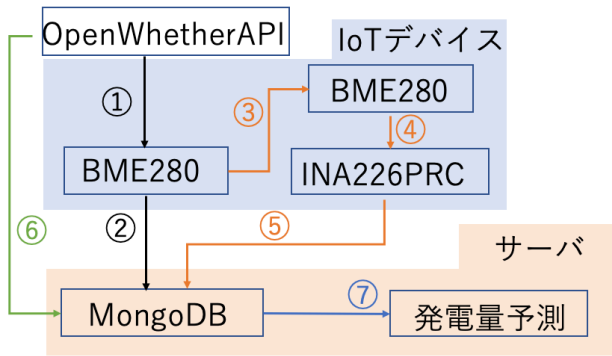 OpenWhetherAPI
IoTデバイス
①
BME280
③
④
BME280
INA226PRC
⑥
②
⑤
サーバ
MongoDB
⑦
発電量予測